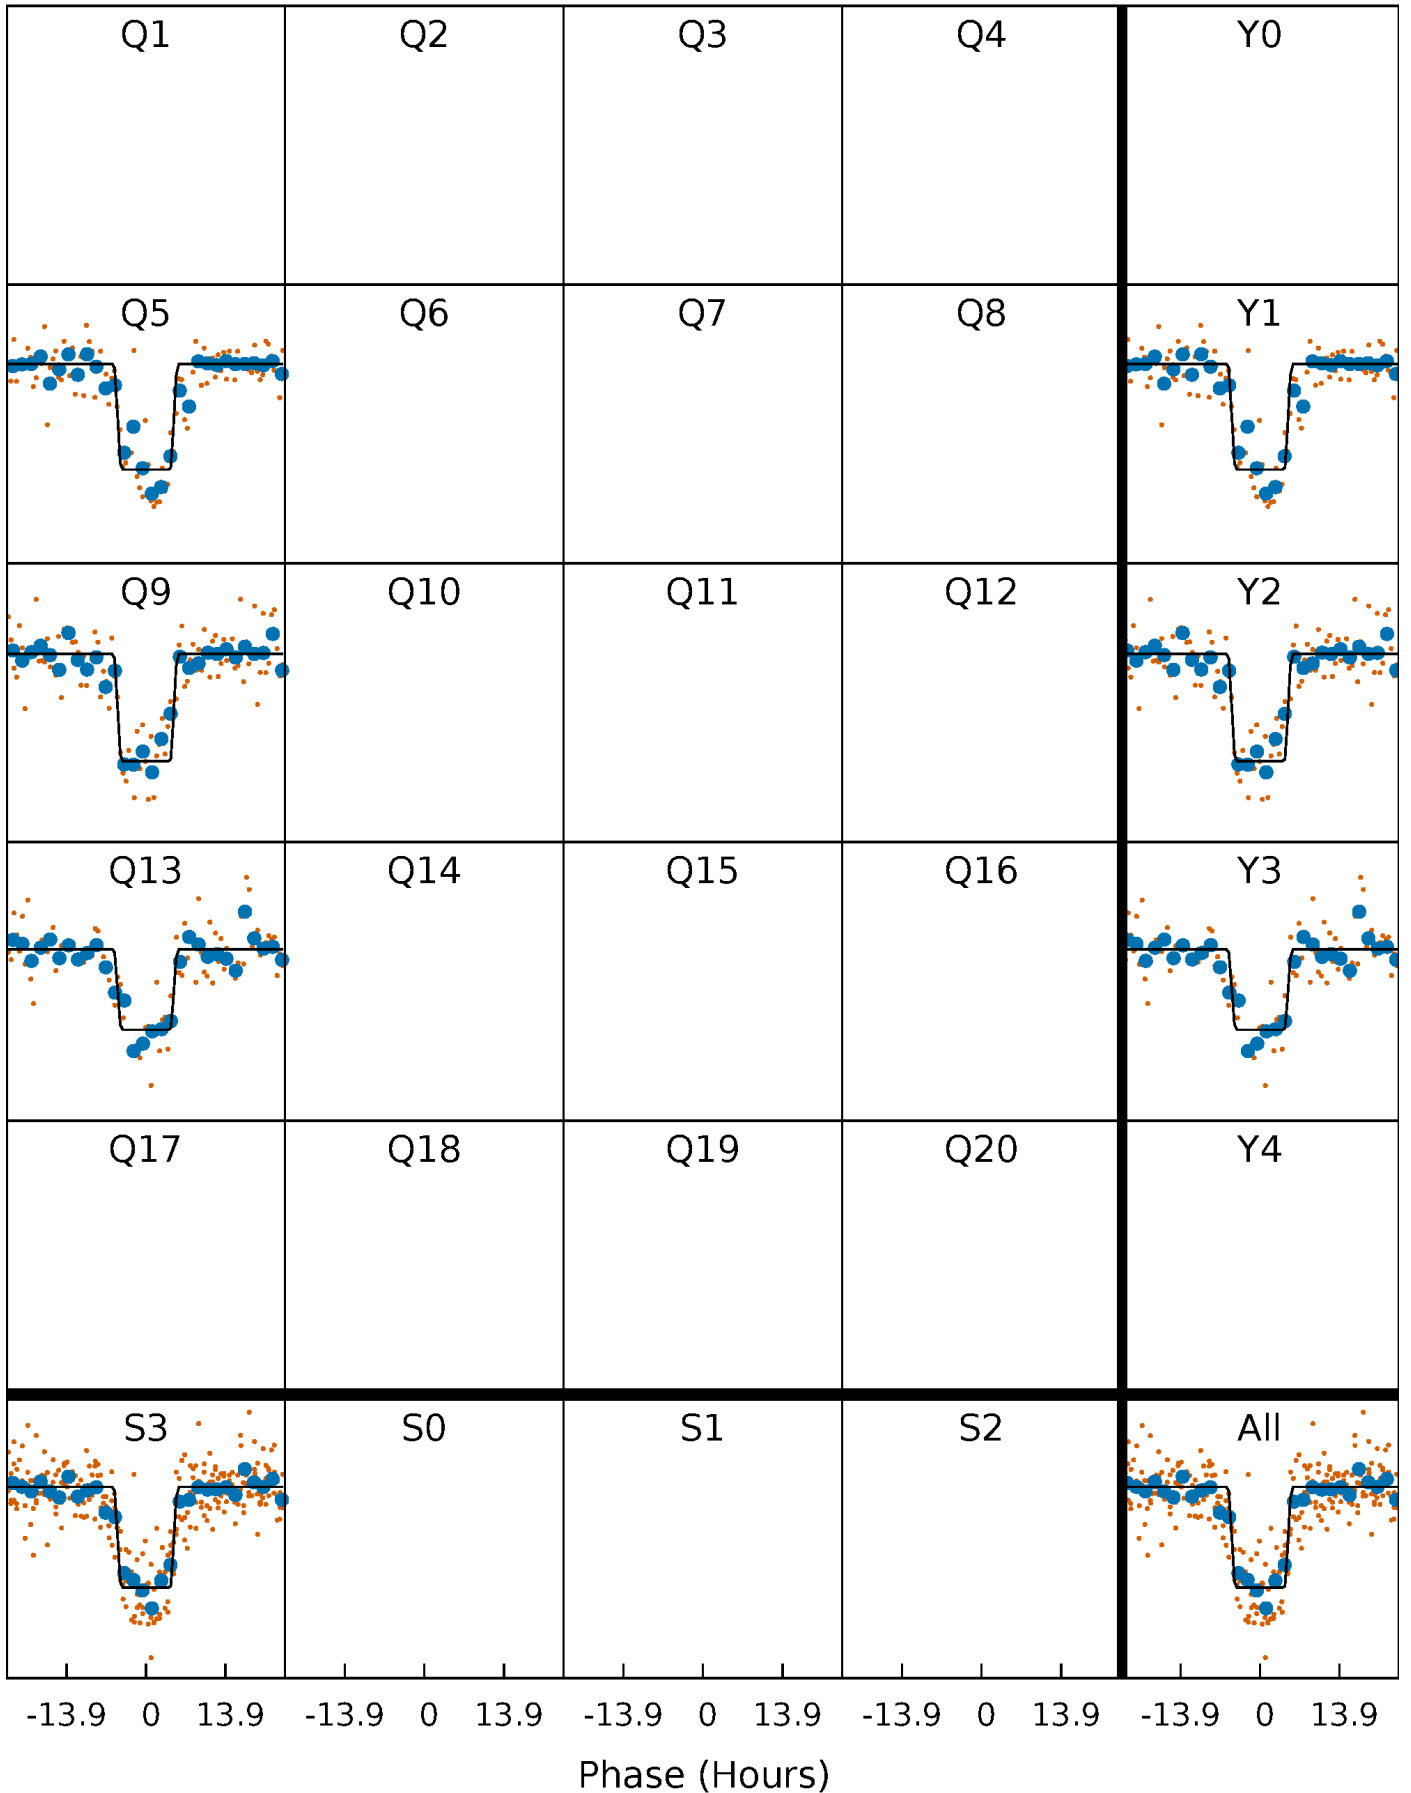 Q1 Q2 Q3 Q4 Y0
Q5 Q6 Q7 Q8 Y1
Q9 Q10 Q11 Q12 Y2
Q13 Q14 Q15 Q16 Y3
Q17 Q18 Q19 Q20 Y4
S3 S0 S1 S2 All
-13.9 0 13.9 -13.9 0 13.9 -13.9 0 13.9 -13.9 0 13.9 -13.9 0 13.9
Phase (Hours)